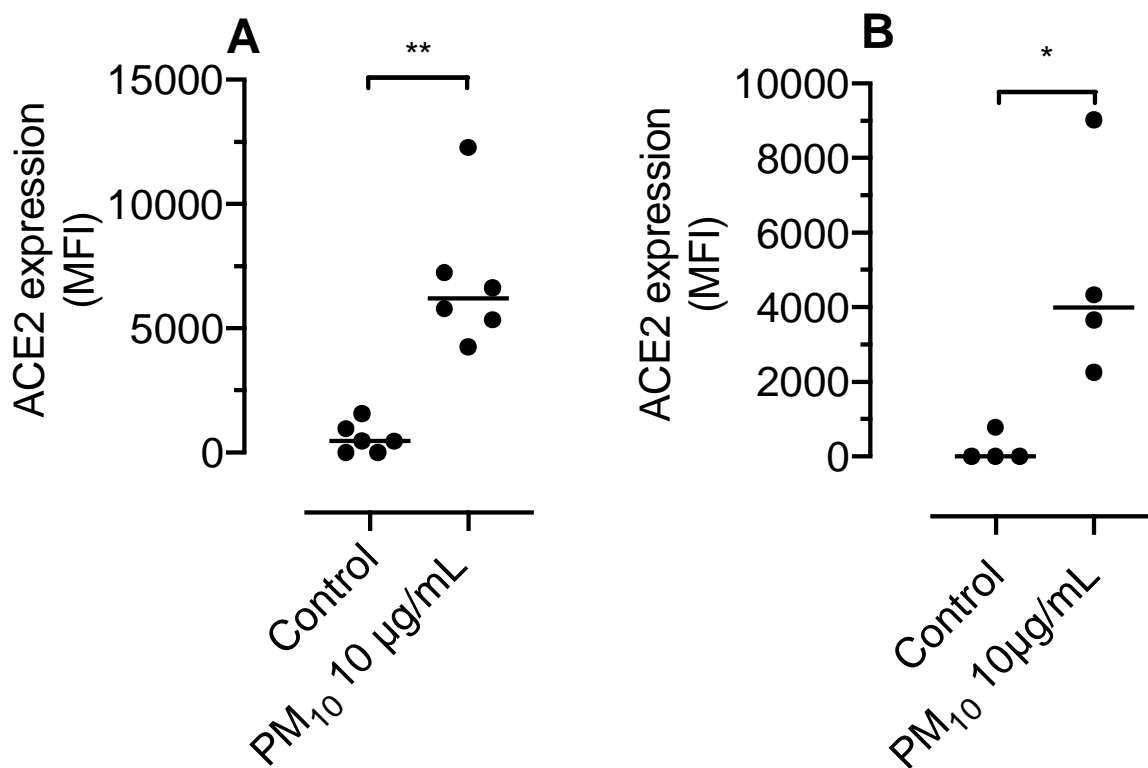 A
**
15000
10000
5000
0
ACE2 expression
(MFI)
Control
PM10 10 µg/mL
B
*
10000
8000
6000
4000
2000
0
ACE2 expression
(MFI)
Control
PM10 10µg/mL